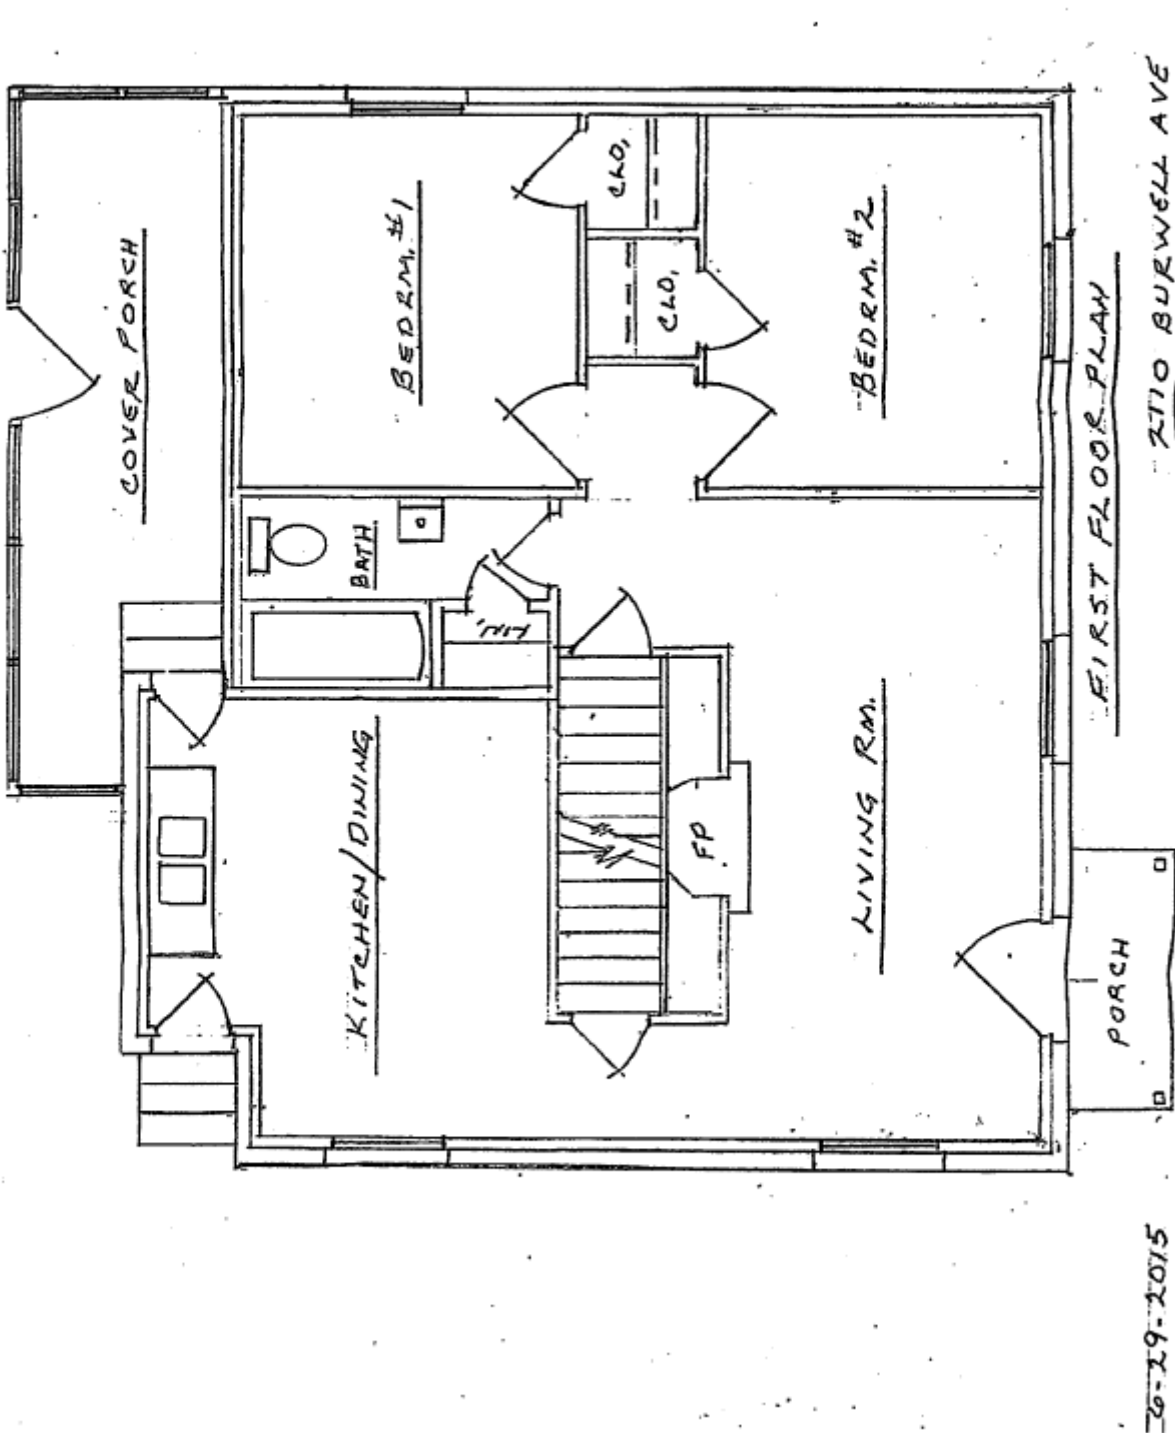 COVER PORCH
BEDRM. #1
CLO.
CLO.
BEDRM. #2
BATH
LIN.
KITCHEN/DINING
FP
LIVING RM.
PORCH
FIRST FLOOR PLAN
2710 BURWELL AVE
6-29-2015